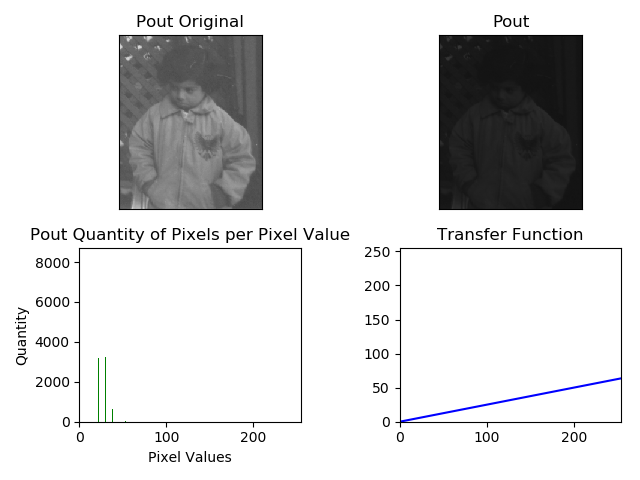 Pout Original
Pout
Pout Quantity of Pixels per Pixel Value
Transfer Function
8000
6000
4000
2000
0
Quantity
0 100 200
Pixel Values
250
200
150
100
50
0
0 100 200